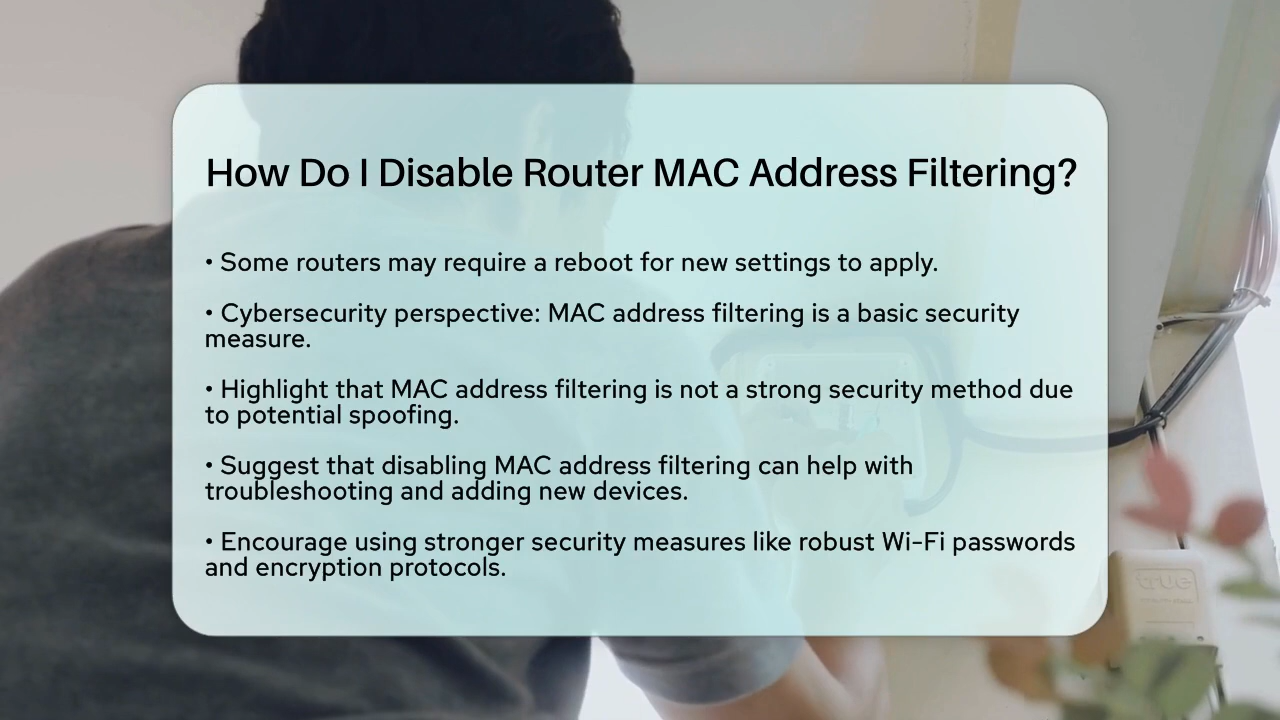 How Do I Disable Router MAC Address Filtering?
• Some routers may require a reboot for new settings to apply.
• Cybersecurity perspective: MAC address filtering is a basic security
measure.
• Highlight that MAC address filtering is not a strong security method due
to potential spoofing.
• Suggest that disabling MAC address filtering can help with
troubleshooting and adding new devices.
• Encourage using stronger security measures like robust Wi-Fi passwords
and encryption protocols.
true